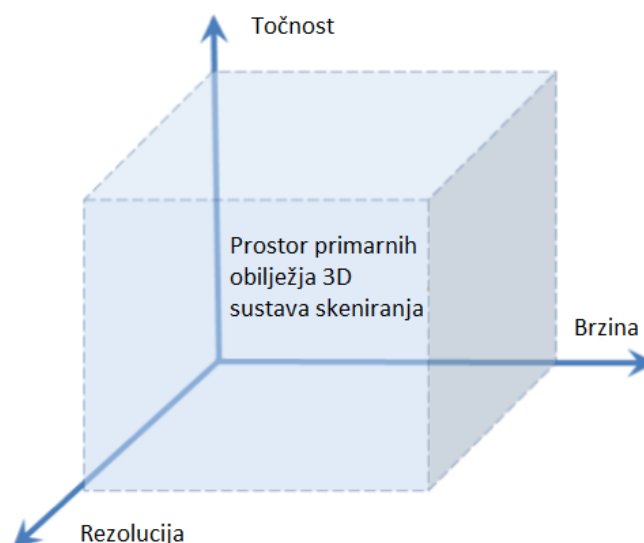 Točnost
Prostor primarnih
obilježja 3D
sustava skeniranja
Brzina
Rezolucija